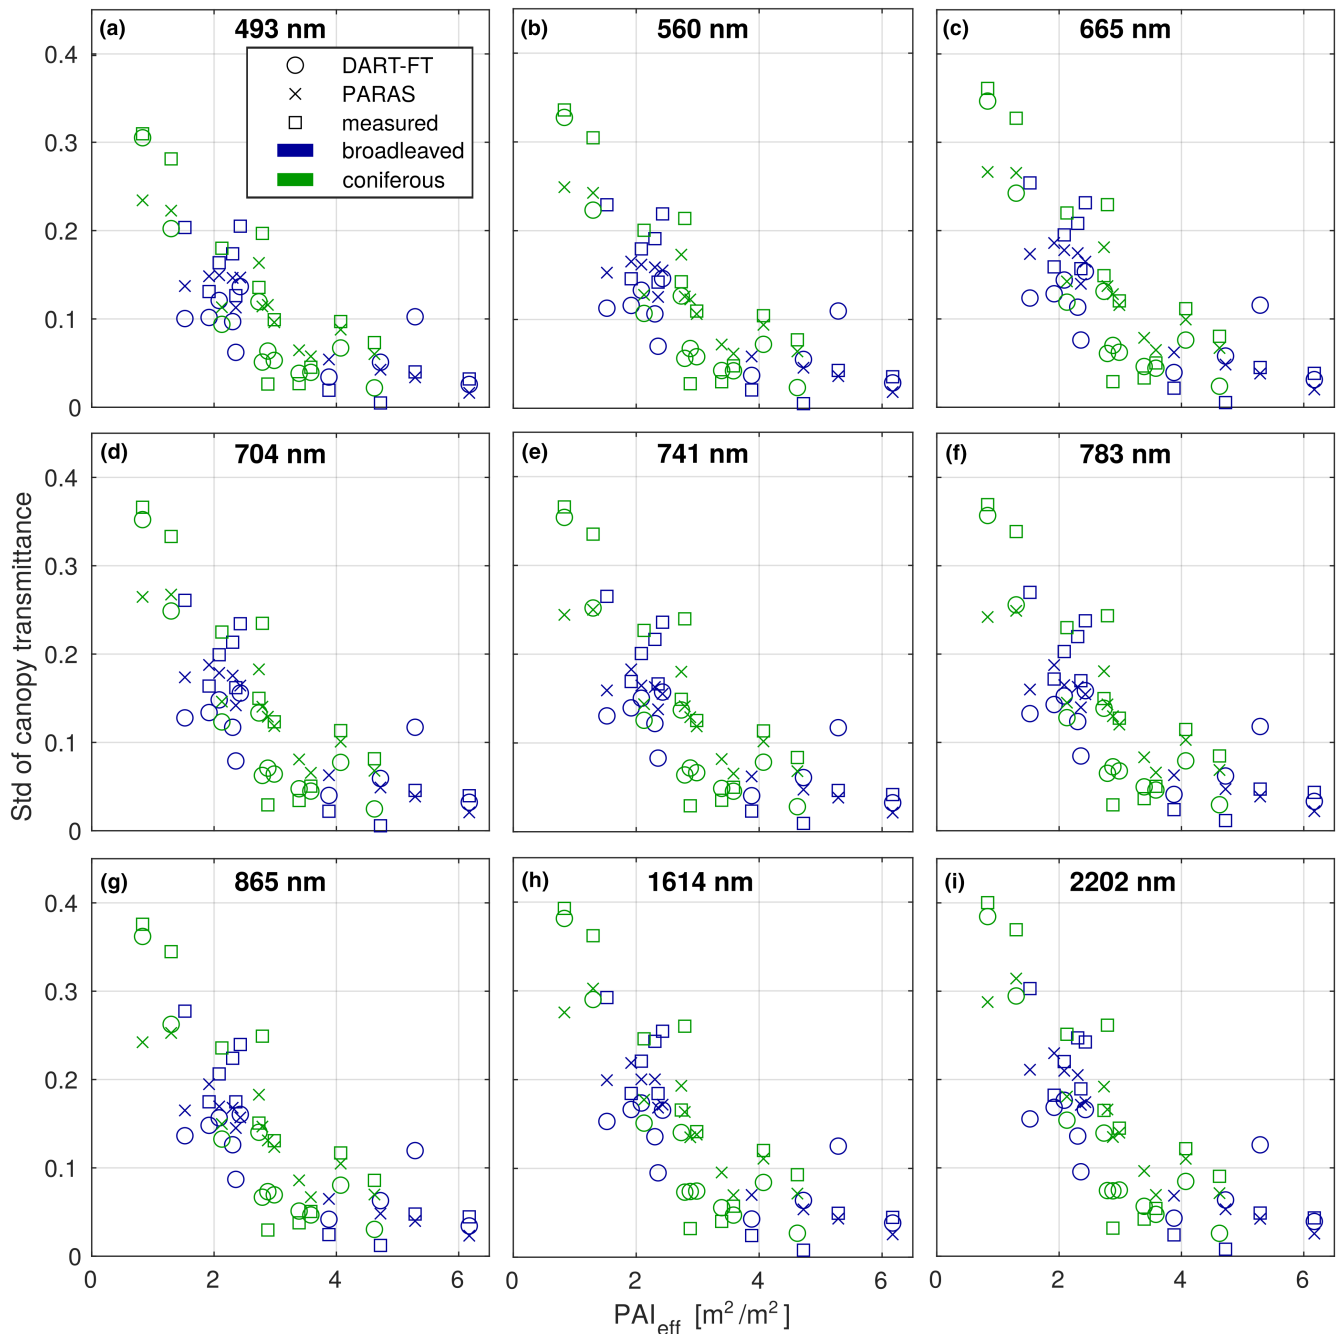 (a) 493 nm
(b) 560 nm
(c) 665 nm
DART-FT
PARAS
measured
broadleaved
coniferous
0.4
0.3
0.2
0.1
0
(d) 704 nm
(e) 741 nm
(f) 783 nm
0.4
0.3
0.2
0.1
0
Std of canopy transmittance
(g) 865 nm
(h) 1614 nm
(i) 2202 nm
0.4
0.3
0.2
0.1
0
0 2 4 6
0 2 4 6
0 2 4 6
PAI_eff [m²/m²]